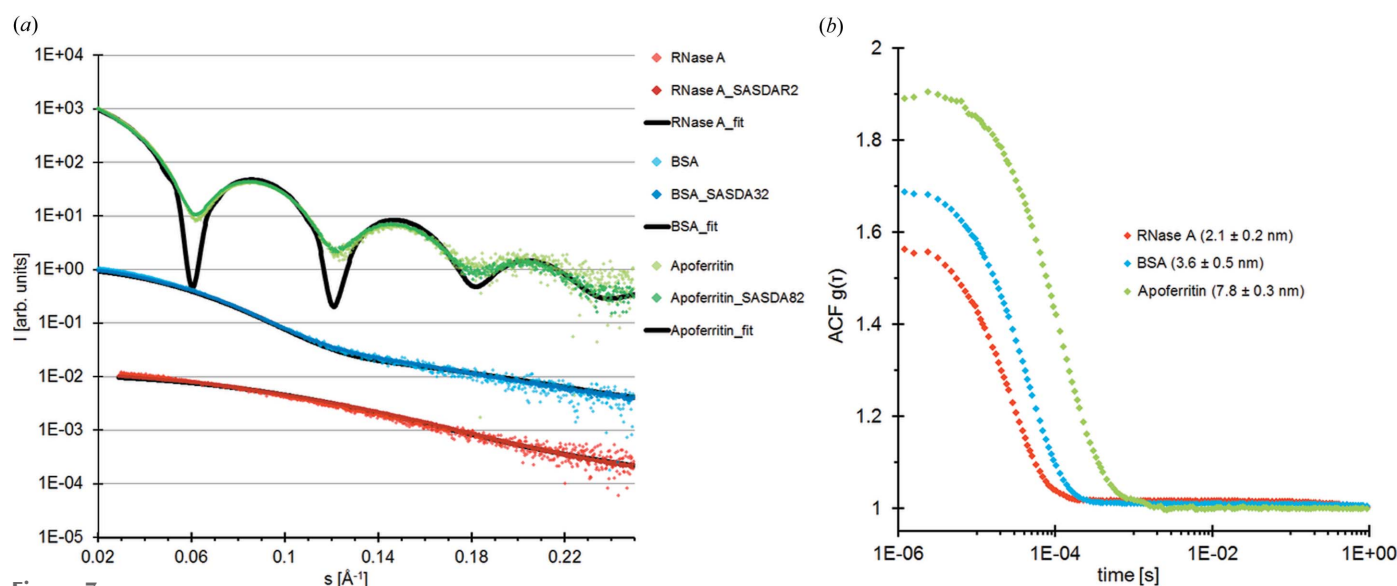 (a)
1E+04
1E+03
1E+02
1E+01
1E+00
1E-01
1E-02
1E-03
1E-04
1E-05
I [arb. units]
0.02 0.06 0.1 0.14 0.18 0.22
s [Å-1]
RNase A
RNase A_SASDAR2
RNase A_fit
BSA
BSA_SASDA32
BSA_fit
Apoferritin
Apoferritin_SASDA82
Apoferritin_fit
(b)
2
1.8
1.6
1.4
1.2
1
ACF g(τ)
1E-06 1E-04 1E-02 1E+00
time [s]
RNase A (2.1 ± 0.2 nm)
BSA (3.6 ± 0.5 nm)
Apoferritin (7.8 ± 0.3 nm)